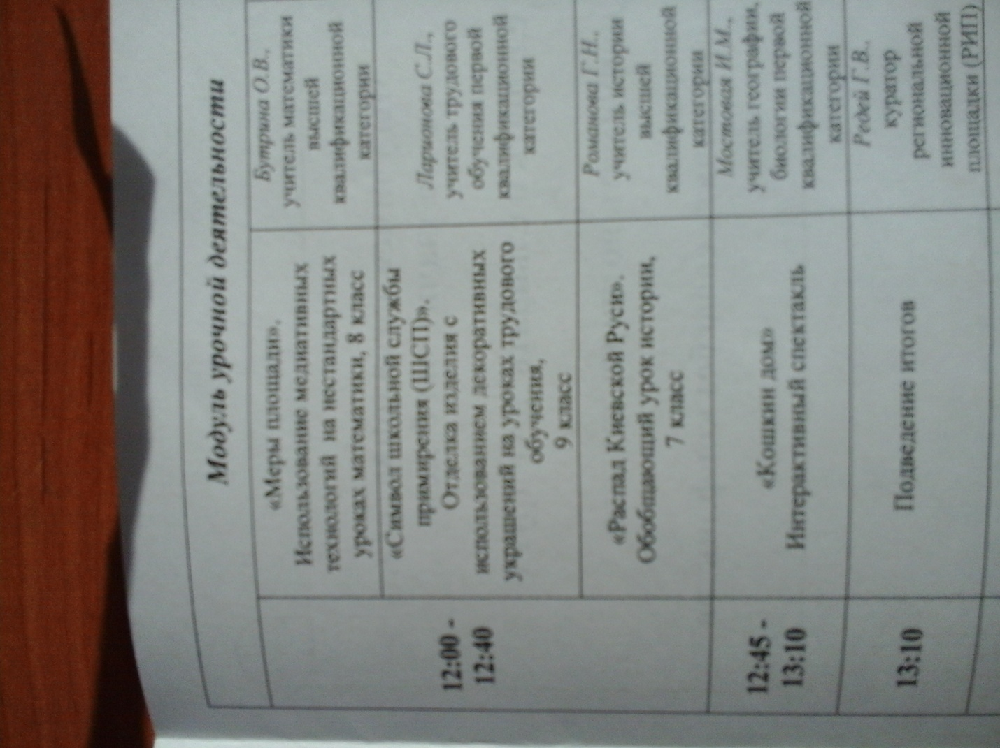 Модуль урочной деятельности
12:00 -
12:40
«Меры площади».
Использование медиативных
технологий на нестандартных
уроках математики, 8 класс
Бутрина О.В.,
учитель математики
высшей
квалификационной
категории
«Символ школьной службы
примирения (ШСП)».
Отделка изделия с
использованием декоративных
украшений на уроках трудового
обучения,
9 класс
Ларионова С.Л.,
учитель трудового
обучения первой
квалификационной
категории
«Распад Киевской Руси».
Обобщающий урок истории,
7 класс
Романова Г.Н.,
учитель истории
высшей
квалификационной
категории
12:45 -
13:10
«Кошкин дом»
Интерактивный спектакль
Мостовая И.М.,
учитель географии,
биологии первой
квалификационной
категории
13:10
Подведение итогов
Редей Г.В.,
куратор
региональной
инновационной
площадки (РИП)